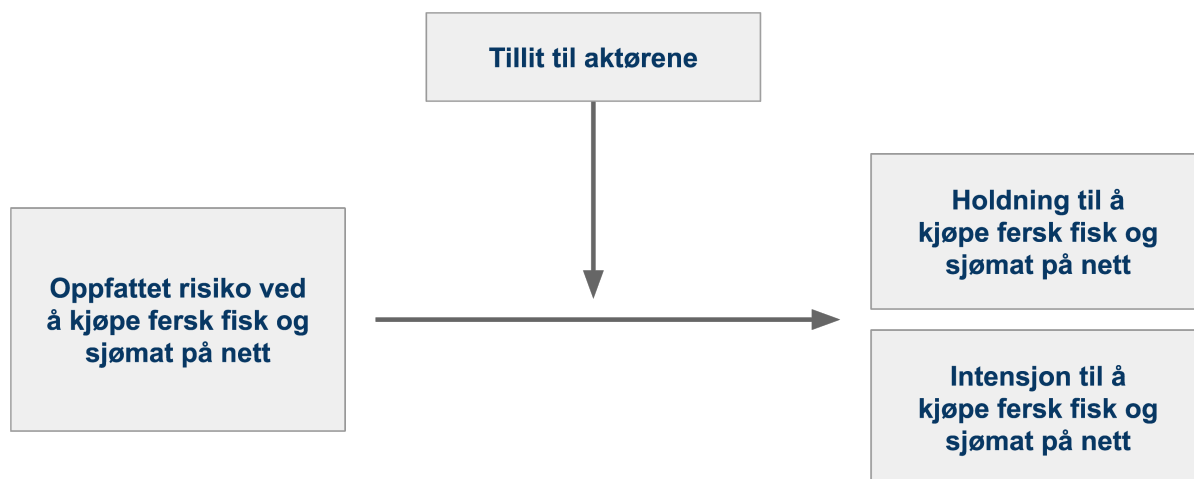 Tillit til aktørene
Oppfattet risiko ved
å kjøpe fersk fisk og
sjømat på nett
Holdning til å
kjøpe fersk fisk og
sjømat på nett
Intensjon til å
kjøpe fersk fisk og
sjømat på nett